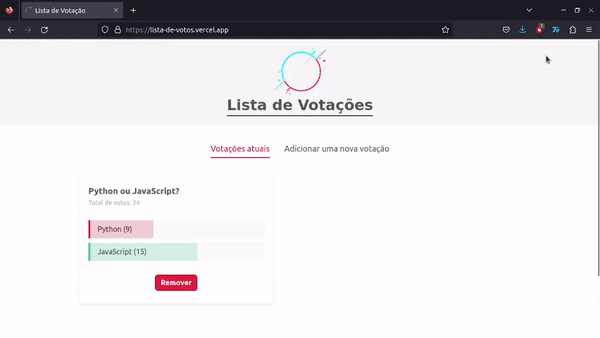 Lista de Votação
https://lista-de-votos.vercel.app
Lista de Votações
Votações atuais
Adicionar uma nova votação
Python ou JavaScript?
Total de votos: 24
Python (9)
JavaScript (15)
Remover